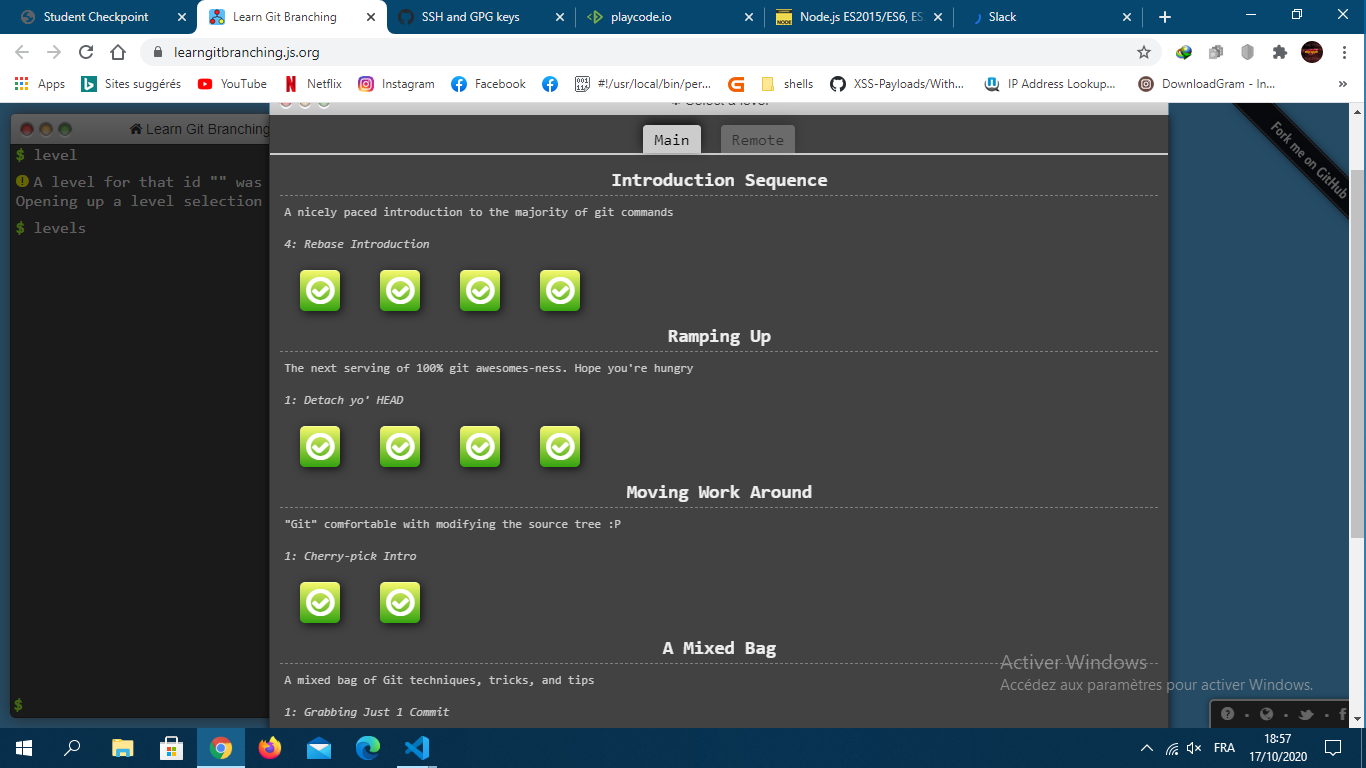 Student Checkpoint
Learn Git Branching
SSH and GPG keys
playcode.io
Node.js ES2015/ES6, ES
Slack
learngitbranching.js.org
Apps
Sites suggérés
YouTube
Netflix
Instagram
Facebook
#!/usr/local/bin/per...
shells
XSS-Payloads/With...
IP Address Lookup...
DownloadGram - In...
»
Learn Git Branching
$ level
A level for that id "" was
Opening up a level selection
$ levels
$
Select a level
Main
Remote
Introduction Sequence
A nicely paced introduction to the majority of git commands
4: Rebase Introduction
Ramping Up
The next serving of 100% git awesomes-ness. Hope you're hungry
1: Detach yo' HEAD
Moving Work Around
"Git" comfortable with modifying the source tree :P
1: Cherry-pick Intro
A Mixed Bag
A mixed bag of Git techniques, tricks, and tips
1: Grabbing Just 1 Commit
Fork me on GitHub
Activer Windows
Accédez aux paramètres pour activer Windows.
FRA
18:57
17/10/2020